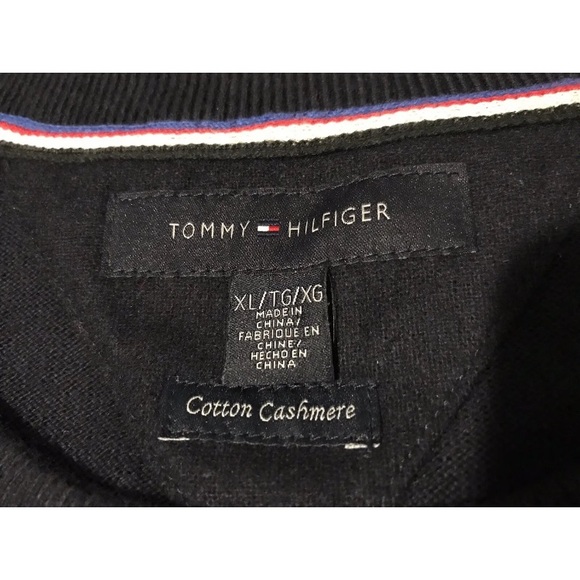 TOMMY HILFIGER
XL/TG/XG
MADE IN
CHINA/
FABRIQUE EN
CHINE/
HECHO EN
CHINA
Cotton Cashmere